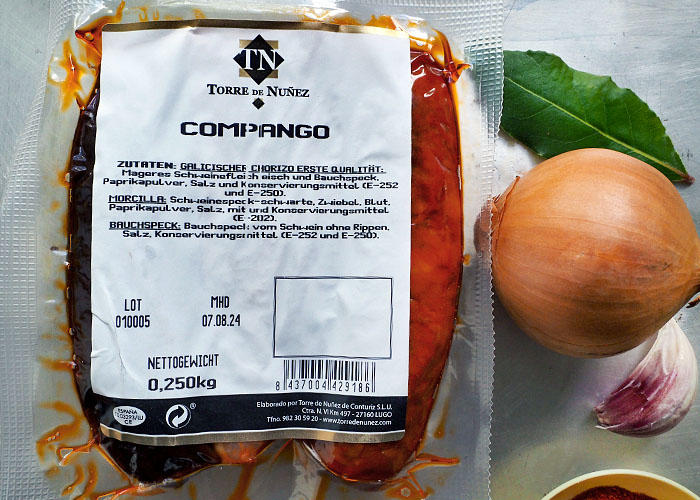 TN
TORRE DE NUÑEZ
COMPANGO
ZUTATEN: GALICISCHER CHORIZO ERSTE QUALITÄT:
Mageres Schweinefleisch eisch und Bauchspeck,
Paprikapulver, Salz und Konservierungsmittel (E-252
und E-250).
MORCILLA: Schweinespeck-schwarte, Zwiebel, Blut,
Paprikapulver, Salz, mit und Konservierungsmittel
(E-202).
BAUCHSPECK: Bauchspeck vom Schwein ohne Rippen,
Salz, Konservierungsmittel (E-252 und E-250).
LOT
010005
MHD
07.08.24
NETTOGEWICHT
0,250kg
8 437004 429186
ESPAÑA
CE
Elaborado por Torre de Nuñez de Conturiz S.L.U.
Ctra. N. VI Km 497 - 27160 LUGO
Tfno. 982 30 59 20 - www.torredenunez.com